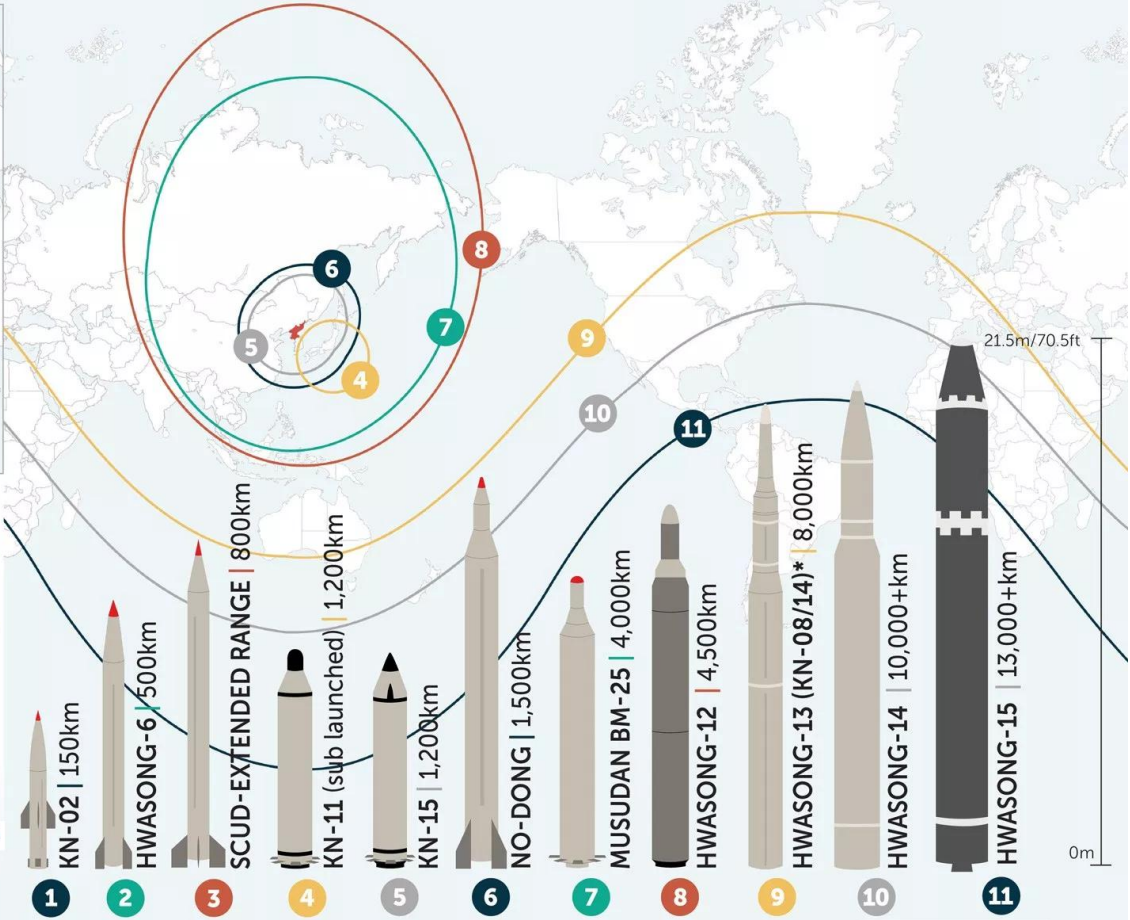 6
8
7
5
4
9
10
11
21.5m/70.5ft
0m
KN-02 | 150km
HWASONG-6 | 500km
SCUD-EXTENDED RANGE | 800km
KN-11 (sub launched) | 1,200km
KN-15 | 1,200km
NO-DONG | 1,500km
MUSUDAN BM-25 | 4,000km
HWASONG-12 | 4,500km
HWASONG-13 (KN-08/14)* | 8,000km
HWASONG-14 | 10,000+km
HWASONG-15 | 13,000+km
1
2
3
4
5
6
7
8
9
10
11